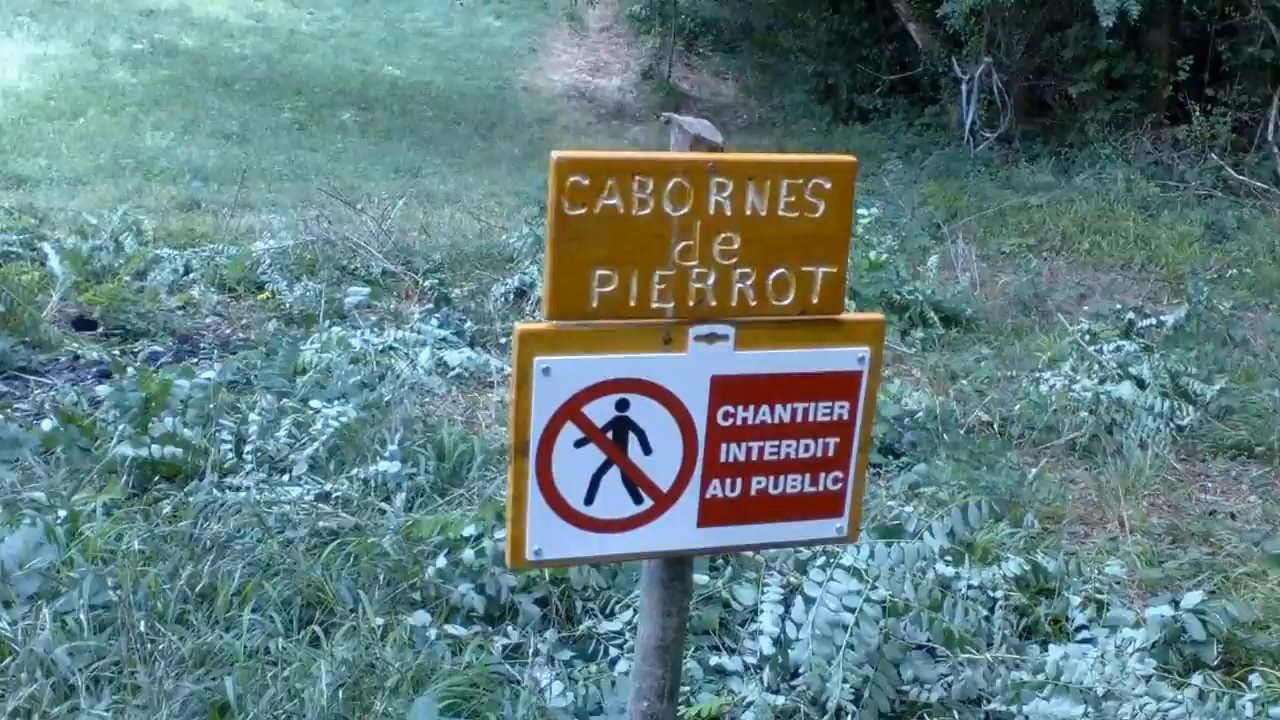 CABORNES
de
PIERROT
CHANTIER
INTERDIT
AU PUBLIC